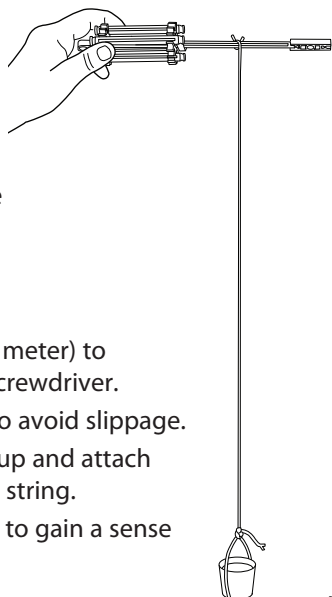 e
meter) to
crewdriver.
o avoid slippage.
up and attach
string.
to gain a sense